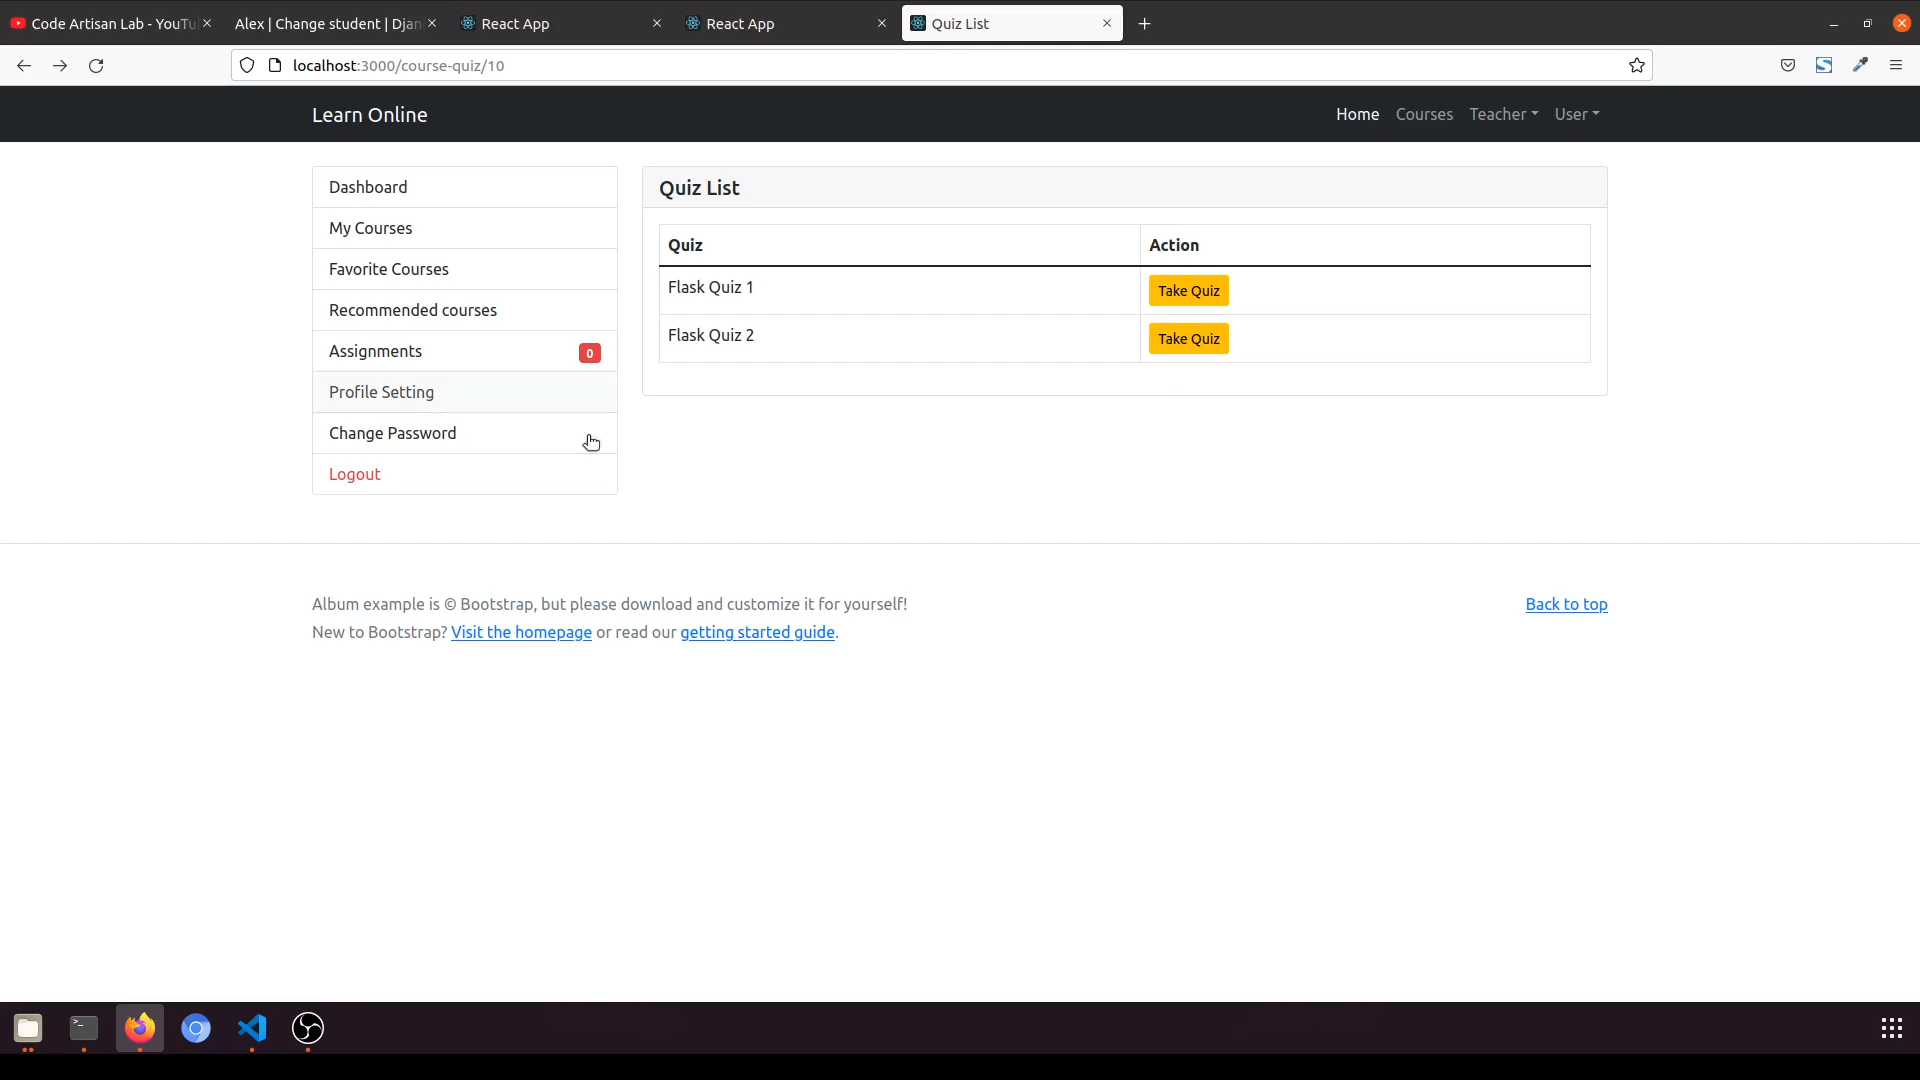 Code Artisan Lab - YouTu
Alex | Change student | Djan
React App
React App
Quiz List
localhost:3000/course-quiz/10
Learn Online
Home
Courses
Teacher
User
Dashboard
My Courses
Favorite Courses
Recommended courses
Assignments
0
Profile Setting
Change Password
Logout
Quiz List
Quiz
Action
Flask Quiz 1
Take Quiz
Flask Quiz 2
Take Quiz
Album example is © Bootstrap, but please download and customize it for yourself!
Back to top
New to Bootstrap? Visit the homepage or read our getting started guide.